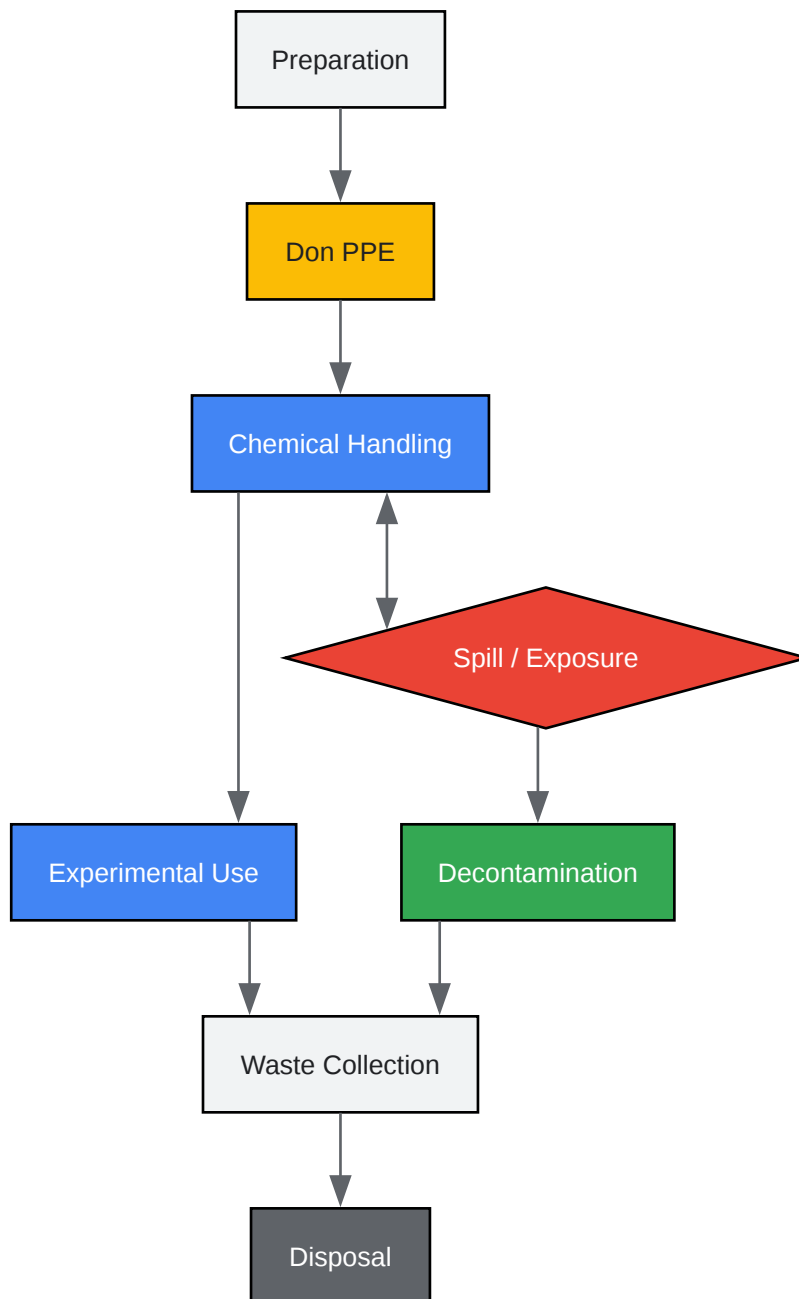 Preparation
Don PPE
Chemical Handling
Spill / Exposure
Experimental Use
Decontamination
Waste Collection
Disposal